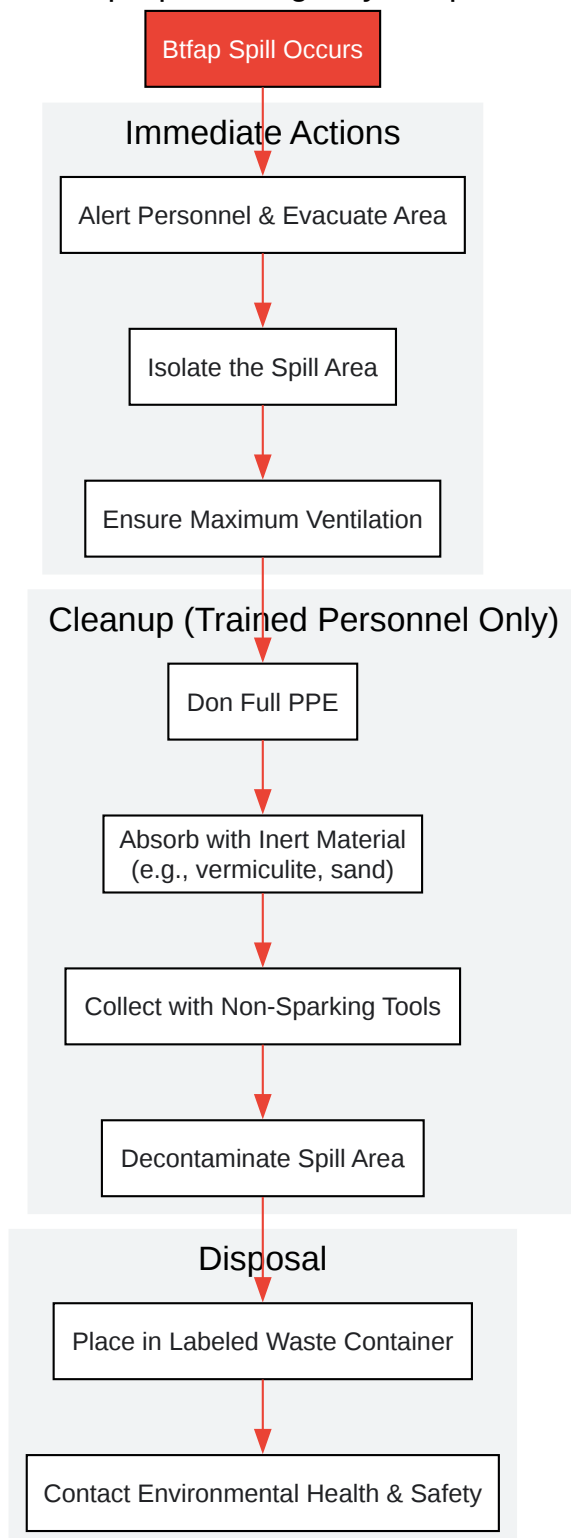 Btfap Spill Occurs
Immediate Actions
Alert Personnel & Evacuate Area
Isolate the Spill Area
Ensure Maximum Ventilation
Cleanup (Trained Personnel Only)
Don Full PPE
Absorb with Inert Material
(e.g., vermiculite, sand)
Collect with Non-Sparking Tools
Decontaminate Spill Area
Disposal
Place in Labeled Waste Container
Contact Environmental Health & Safety